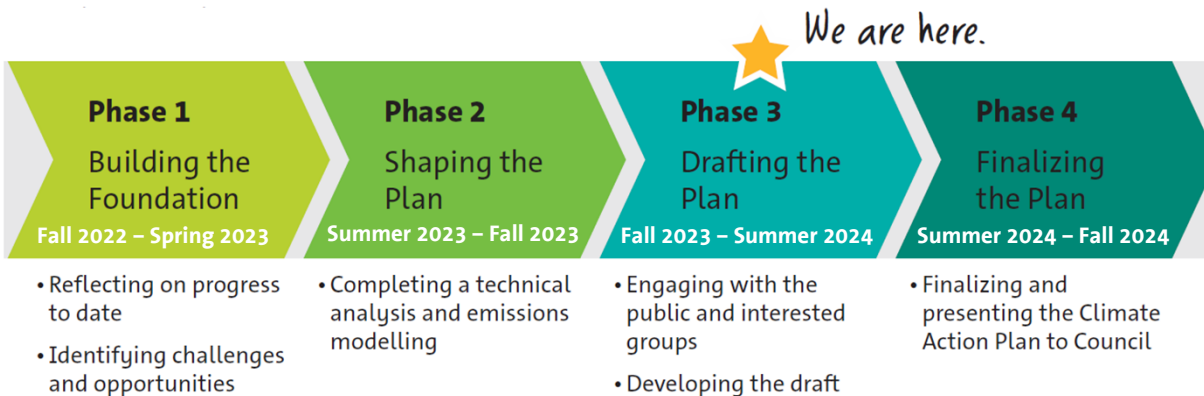 We are here.
Phase 1
Building the
Foundation
Fall 2022 – Spring 2023
• Reflecting on progress
to date
• Identifying challenges
and opportunities
Phase 2
Shaping the
Plan
Summer 2023 – Fall 2023
• Completing a technical
analysis and emissions
modelling
Phase 3
Drafting the
Plan
Fall 2023 – Summer 2024
• Engaging with the
public and interested
groups
• Developing the draft
Phase 4
Finalizing
the Plan
Summer 2024 – Fall 2024
• Finalizing and
presenting the Climate
Action Plan to Council